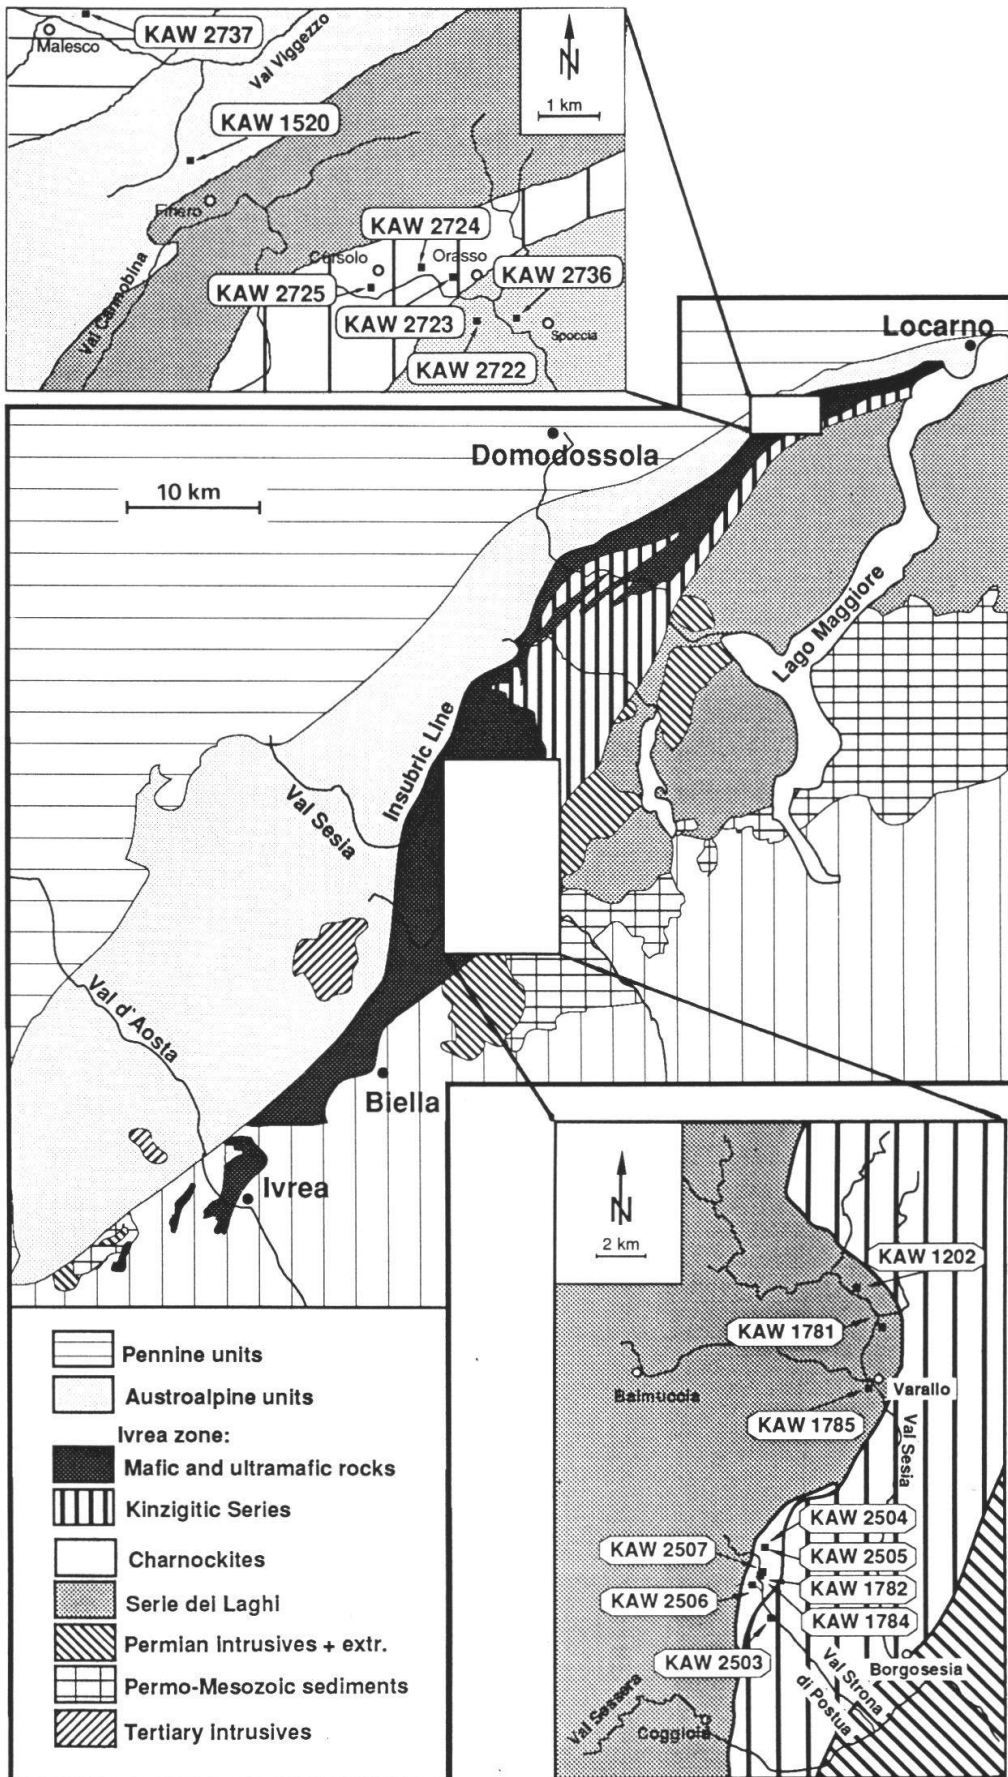 KAW 2737
Malesco
Val Viggezzo
N
1 km
KAW 1520
Finero
KAW 2724
Cursolo
Orasso
KAW 2736
KAW 2725
KAW 2723
Spoccia
KAW 2722
Val Cannobina
Locarno
Domodossola
10 km
Lago Maggiore
Insubric Line
Val Sesia
Val d'Aosta
Biella
Ivrea
N
2 km
KAW 1202
KAW 1781
Balmuccia
Varallo
KAW 1785
Val Sesia
KAW 2504
KAW 2507
KAW 2505
KAW 1782
KAW 2506
KAW 1784
KAW 2503
Borgosesia
Val Strona
di Postua
Val Sessera
Coggiola
Pennine units
Austroalpine units
Ivrea zone:
Mafic and ultramafic rocks
Kinzigitic Series
Charnockites
Serie dei Laghi
Permian intrusives + extr.
Permo-Mesozoic sediments
Tertiary intrusives